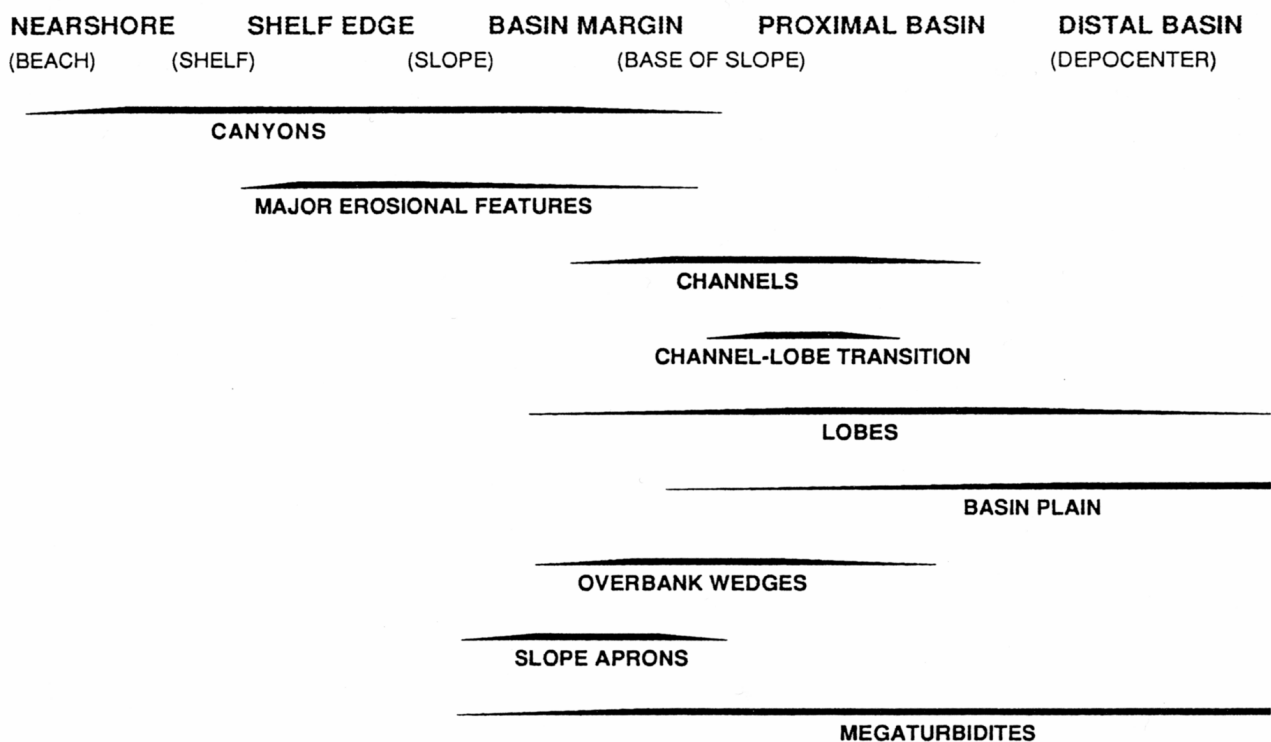 NEARSHORE SHELF EDGE BASIN MARGIN PROXIMAL BASIN DISTAL BASIN
(BEACH) (SHELF) (SLOPE) (BASE OF SLOPE) (DEPOCENTER)
CANYONS
MAJOR EROSIONAL FEATURES
CHANNELS
CHANNEL-LOBE TRANSITION
LOBES
BASIN PLAIN
OVERBANK WEDGES
SLOPE APRONS
MEGATURBIDITES